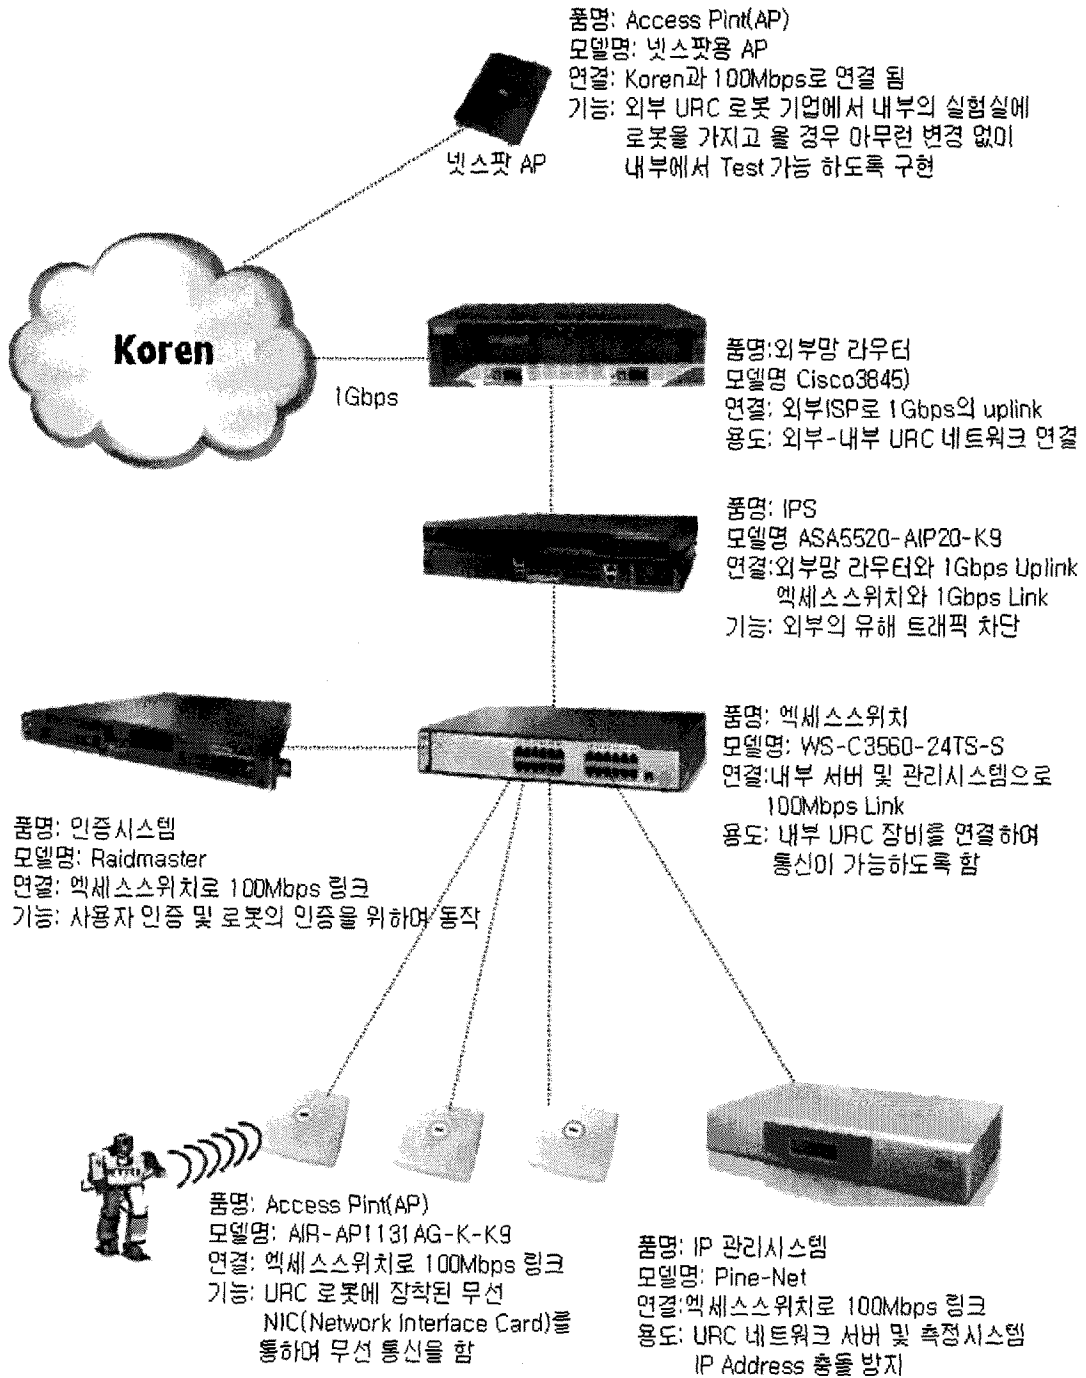 품명: Access Pint(AP)
모델명: 넷스팟용 AP
연결: Koren과 100Mbps로 연결 됨
기능: 외부 URC 로봇 기업에서 내부의 실험실에
로봇을 가지고 올 경우 아무런 변경 없이
내부에서 Test 가능 하도록 구현
넷스팟 AP
Koren
1Gbps
품명:외부망 라우터
모델명 Cisco3845)
연결: 외부ISP로 1Gbps의 uplink
용도: 외부-내부 URC 네트워크 연결
품명: IPS
모델명 ASA5520-AIP20-K9
연결:외부망 라우터와 1Gbps Uplink
엑세스스위치와 1Gbps Link
기능: 외부의 유해 트래픽 차단
품명: 엑세스스위치
모델명: WS-C3560-24TS-S
연결:내부 서버 및 관리시스템으로
100Mbps Link
용도: 내부 URC 장비를 연결하여
통신이 가능하도록 함
품명: 인증시스템
모델명: Raidmaster
연결: 엑세스스위치로 100Mbps 링크
기능: 사용자 인증 및 로봇의 인증을 위하여 동작
품명: Access Pint(AP)
모델명: AIR-AP1131AG-K-K9
연결: 엑세스스위치로 100Mbps 링크
기능: URC 로봇에 장착된 무선
NIC(Network Interface Card)를
통하여 무선 통신을 함
품명: IP 관리시스템
모델명: Pine-Net
연결:엑세스스위치로 100Mbps 링크
용도: URC 네트워크 서버 및 측정시스템
IP Address 충돌 방지